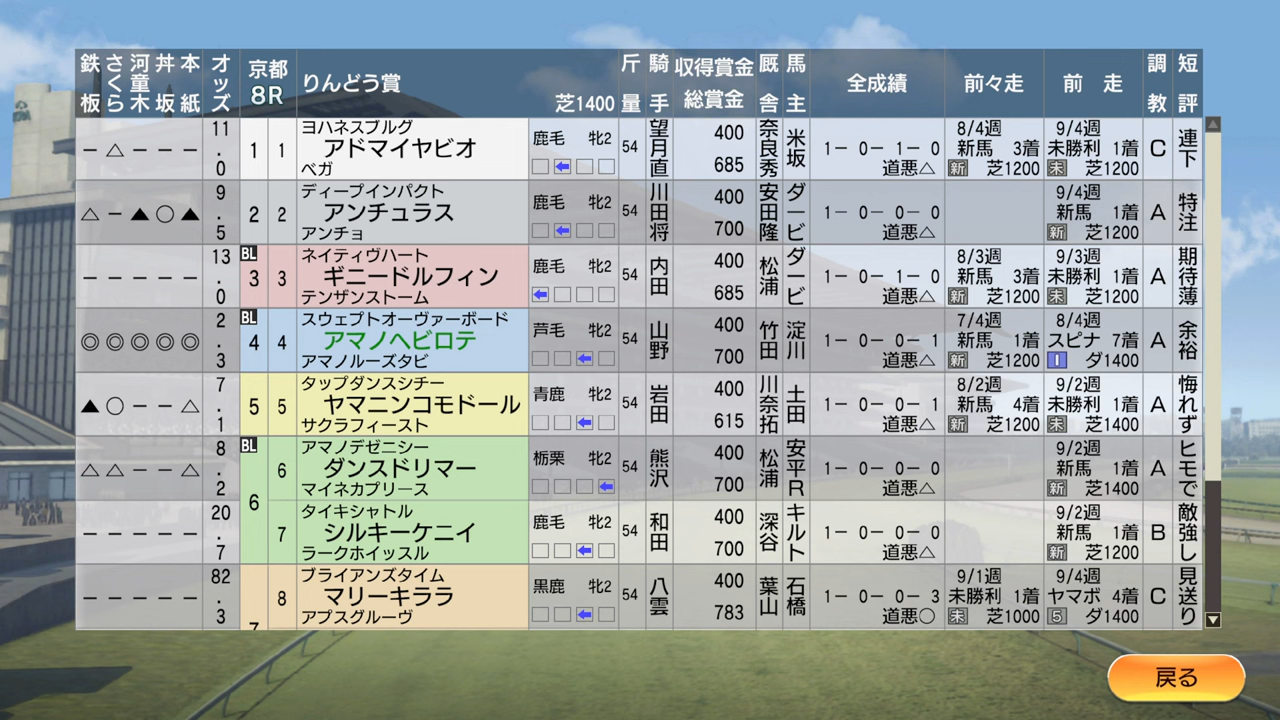 鉄板 さくら 河童木 井坂 本紙 オッズ 京都 8R りんどう賞 芝1400 斤量 騎手 収得賞金 総賞金 厩舎 馬主 全成績 前々走 前 走 調教 短評
ヨハネスブルグ 8/4週 9/4週
－ △ － － － 11.0 1 1 アドマイヤビオ 鹿毛 牝2 54 望月直 400 685 奈良秀 米坂 1－ 0－ 1－ 0 新馬 3着 未勝利 1着 C 連下
ベガ 道悪△ 新 芝1200 未 芝1200
ディープインパクト 9/4週
△ － ▲ ○ ▲ 9.5 2 2 アンチュラス 鹿毛 牝2 54 川田将 400 700 安田隆 ダービ 1－ 0－ 0－ 0 新馬 1着 A 特注
アンチョ 道悪△ 新 芝1200
BL ネイティヴハート 8/3週 9/3週
－ － － － － 13.0 3 3 ギニードルフィン 鹿毛 牝2 54 内田 400 685 松浦 ダービ 1－ 0－ 1－ 0 新馬 3着 未勝利 1着 A 期待薄
テンザンストーム 道悪△ 新 芝1200 未 芝1200
BL スウェプトオーヴァーボード 7/4週 8/4週
◎ ◎ ◎ ◎ ◎ 2.3 4 4 アマノヘビロテ 芦毛 牝2 54 山野 400 700 竹田 淀川 1－ 0－ 0－ 1 新馬 1着 スピナ 7着 A 余裕
アマノルーズタビ 道悪△ 新 芝1200 I ダ1400
タップダンスシチー 8/2週 9/2週
▲ ○ － － △ 7.1 5 5 ヤマニンコモドール 青鹿 牝2 54 岩田 400 615 川奈拓 土田 1－ 0－ 0－ 1 新馬 4着 未勝利 1着 A 悔れず
サクラフィースト 道悪△ 新 芝1200 未 芝1400
BL アマノデゼニシー 9/2週
△ △ － － △ 8.2 6 6 ダンスドリマー 栃栗 牝2 54 熊沢 400 700 松浦 安平R 1－ 0－ 0－ 0 新馬 1着 A ヒモで
マイネカプリース 道悪△ 新 芝1400
タイキシャトル 9/2週
－ － － － － 20.7 7 シルキーケニイ 鹿毛 牝2 54 和田 400 700 深谷 キルト 1－ 0－ 0－ 0 新馬 1着 B 敵強し
ラークホイッスル 道悪△ 新 芝1200
ブライアンズタイム 9/1週 9/4週
－ － － － － 82.3 7 8 マリーキララ 黒鹿 牝2 54 八雲 400 783 葉山 石橋 1－ 0－ 0－ 3 未勝利 1着 ヤマボ 4着 C 見送り
アプスグルーヴ 道悪○ 未 芝1000 5 ダ1400
戻る